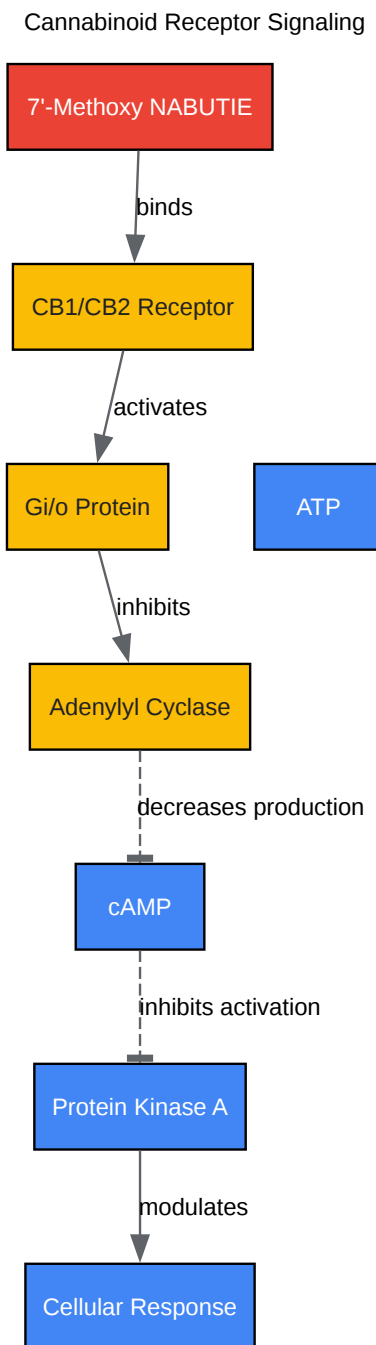 Cannabinoid Receptor Signaling
7'-Methoxy NABUTIE
binds
CB1/CB2 Receptor
activates
Gi/o Protein
ATP
inhibits
Adenylyl Cyclase
decreases production
cAMP
inhibits activation
Protein Kinase A
modulates
Cellular Response